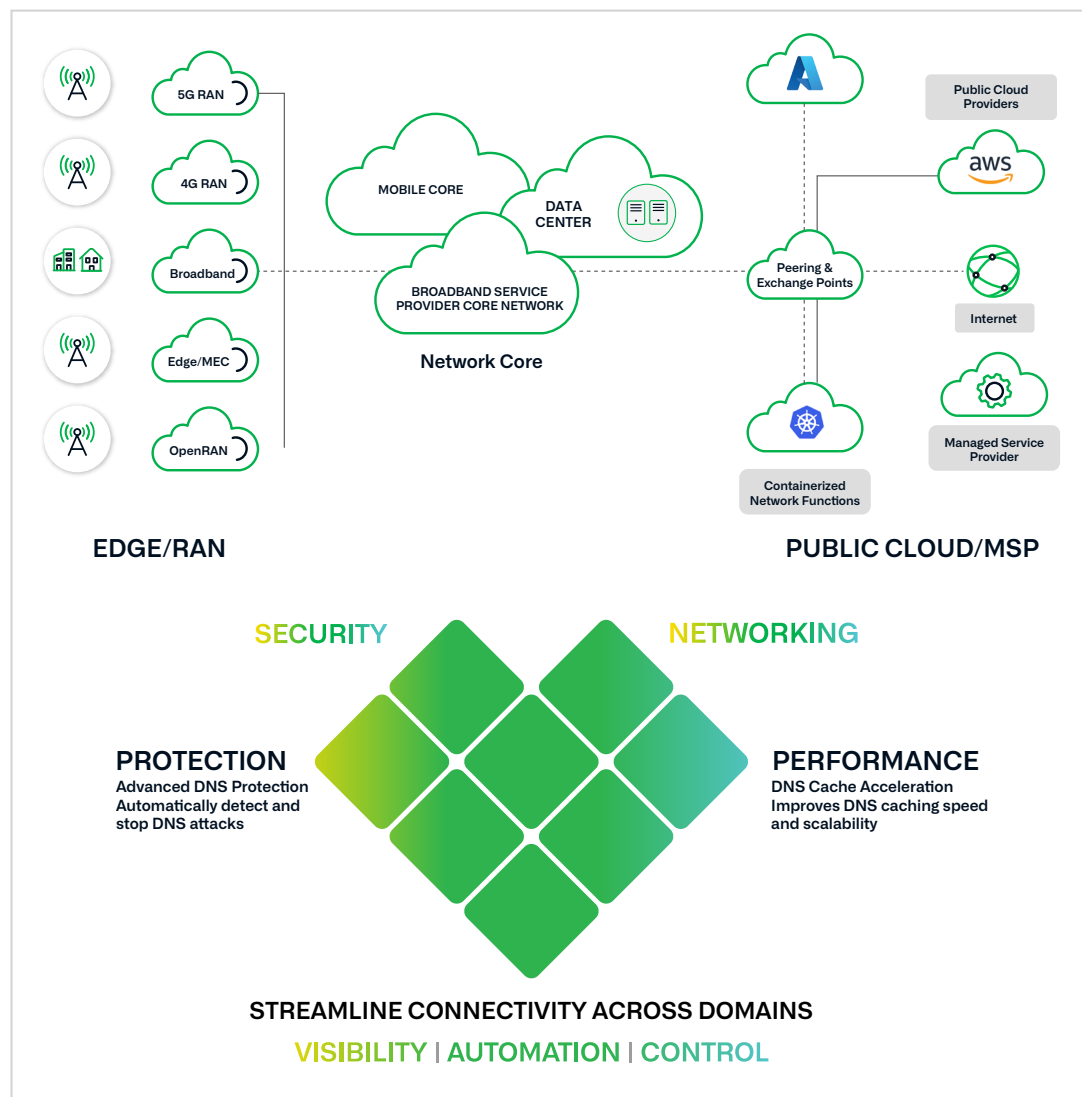 5G RAN
4G RAN
Broadband
Edge/MEC
OpenRAN
EDGE/RAN
MOBILE CORE
DATA
CENTER
BROADBAND SERVICE
PROVIDER CORE NETWORK
Network Core
Public Cloud
Providers
aws
Peering &
Exchange Points
Internet
Managed Service
Provider
Containerized
Network Functions
PUBLIC CLOUD/MSP
SECURITY
NETWORKING
PROTECTION
Advanced DNS Protection
Automatically detect and
stop DNS attacks
PERFORMANCE
DNS Cache Acceleration
Improves DNS caching speed
and scalability
STREAMLINE CONNECTIVITY ACROSS DOMAINS
VISIBILITY | AUTOMATION | CONTROL